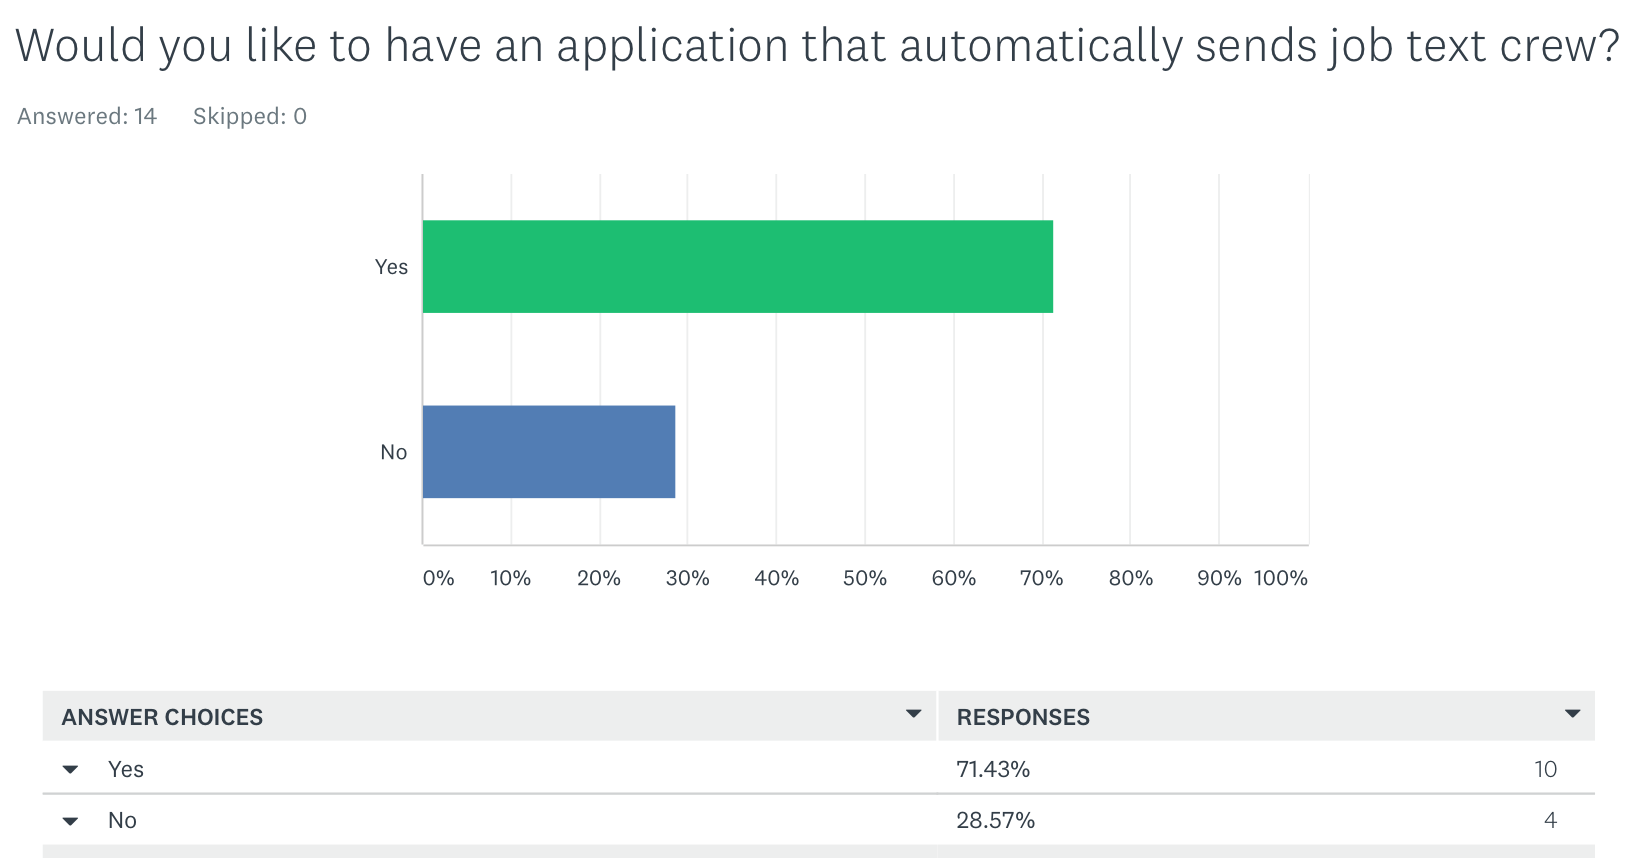 Would you like to have an application that automatically sends job text crew?
Answered: 14 Skipped: 0
Yes
No
0% 10% 20% 30% 40% 50% 60% 70% 80% 90% 100%
ANSWER CHOICES RESPONSES
Yes 71.43% 10
No 28.57% 4